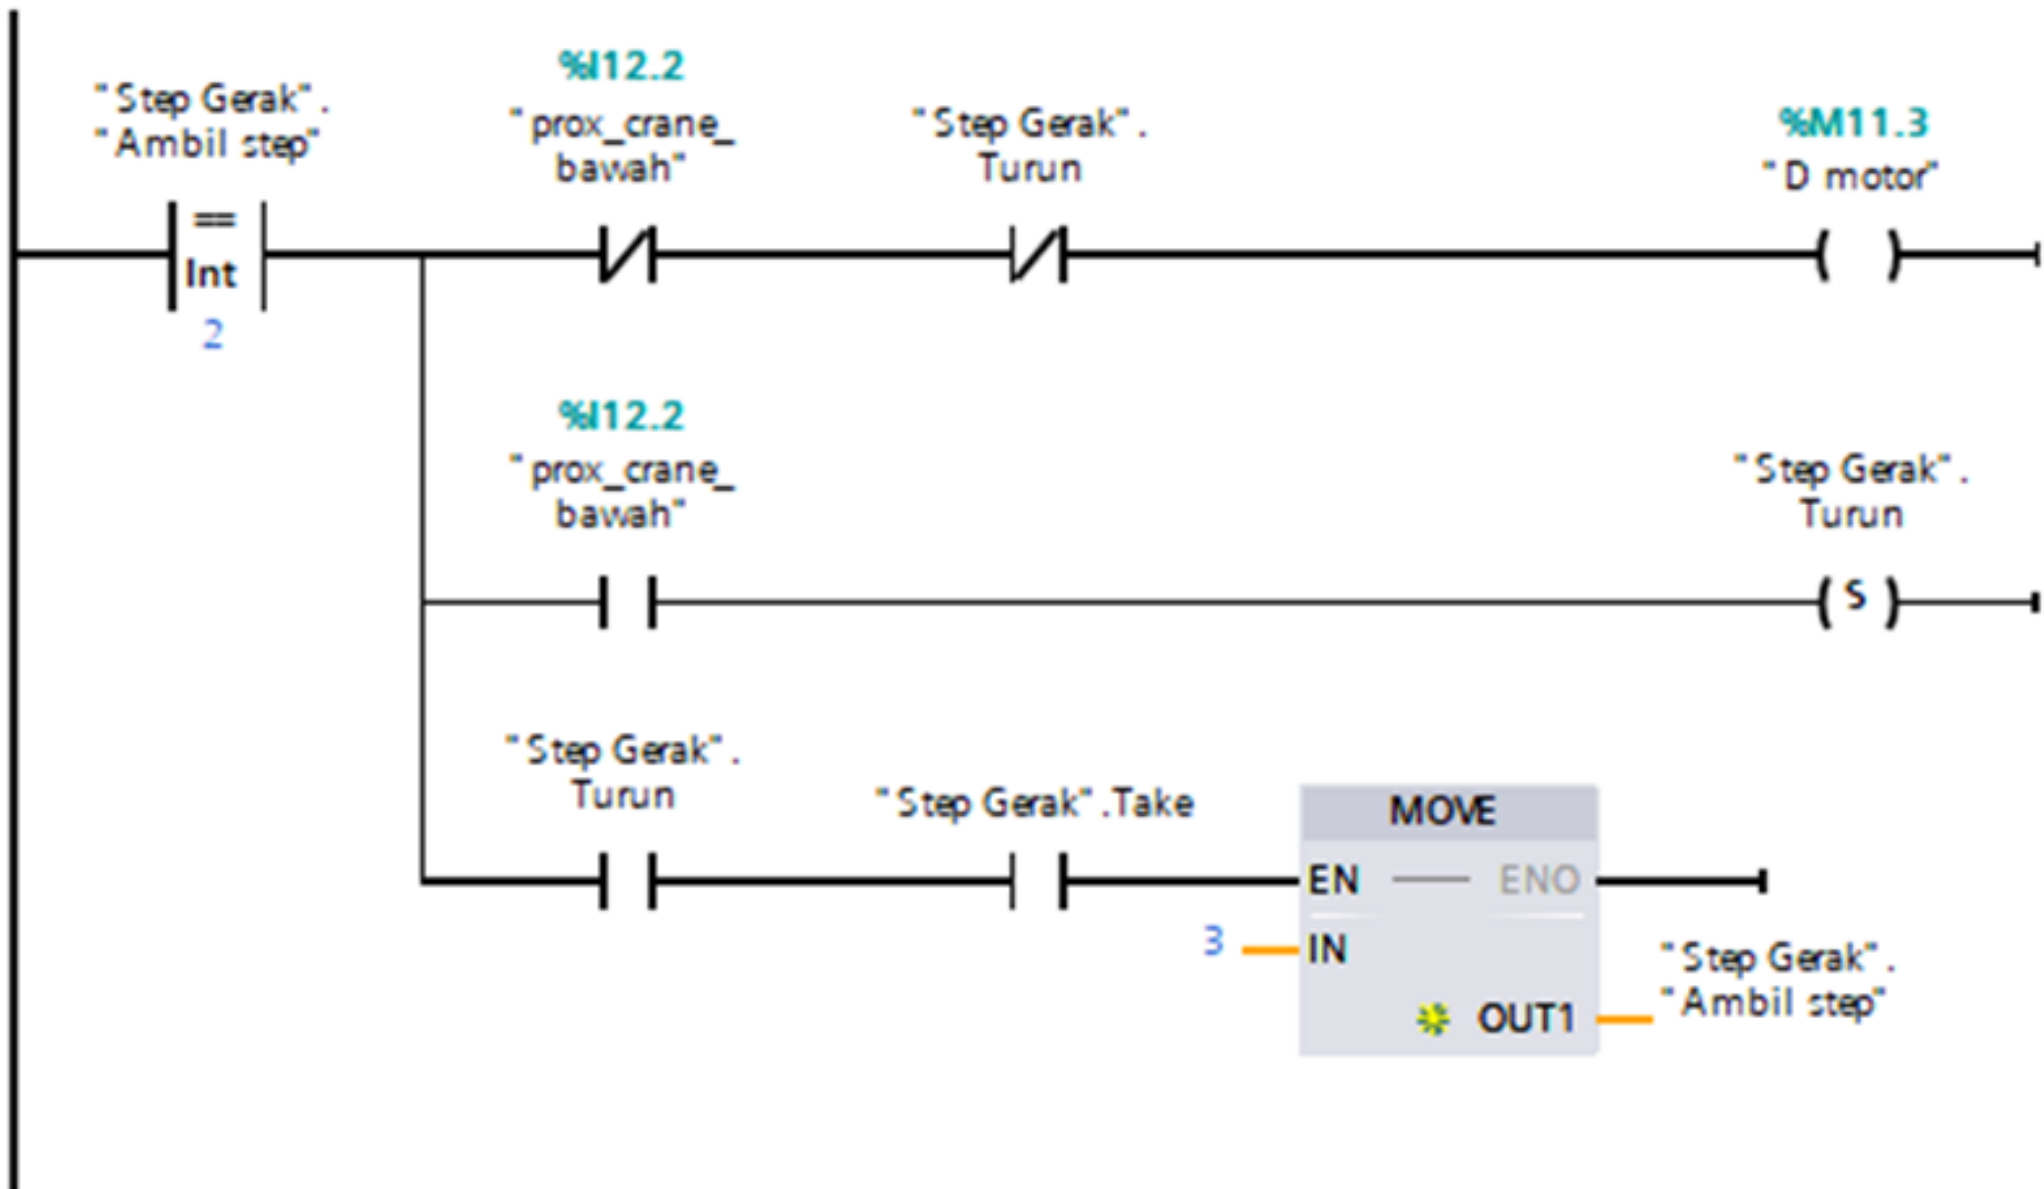 %I12.2
"prox_crane_
bawah"
"Step Gerak".
"Ambil step"
==
Int
2
"Step Gerak".
Turun
%M11.3
"D motor"
%I12.2
"prox_crane_
bawah"
"Step Gerak".
Turun
S
"Step Gerak".
Turun
"Step Gerak".Take
MOVE
EN
ENO
3
IN
OUT1
"Step Gerak".
"Ambil step"